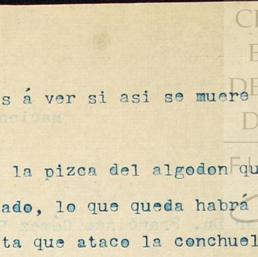 s á ver si asi se muere
la pizca del algodon qu
ado, lo que queda habrá
ta que ataco la conchuel